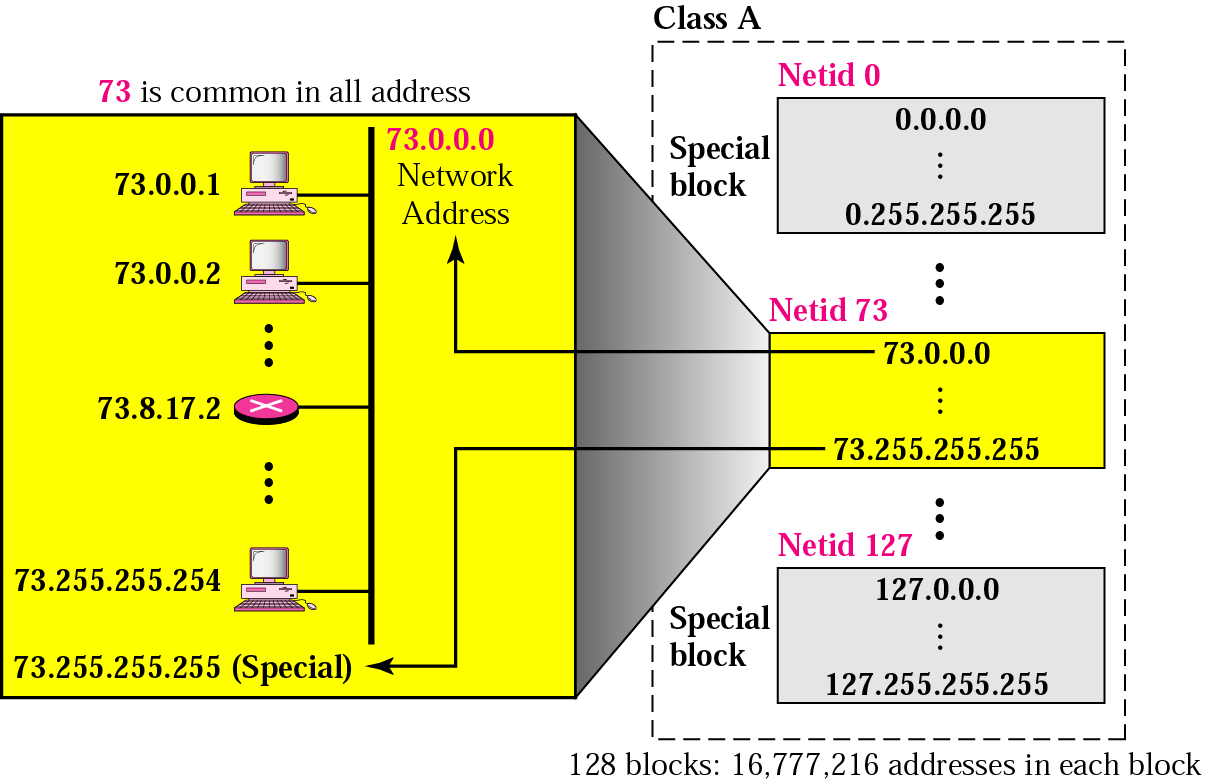 Class A
73 is common in all address
73.0.0.0
Network
Address
73.0.0.1
73.0.0.2
73.8.17.2
73.255.255.254
73.255.255.255 (Special)
Netid 0
Special
block
0.0.0.0
0.255.255.255
Netid 73
73.0.0.0
73.255.255.255
Netid 127
Special
block
127.0.0.0
127.255.255.255
128 blocks: 16,777,216 addresses in each block